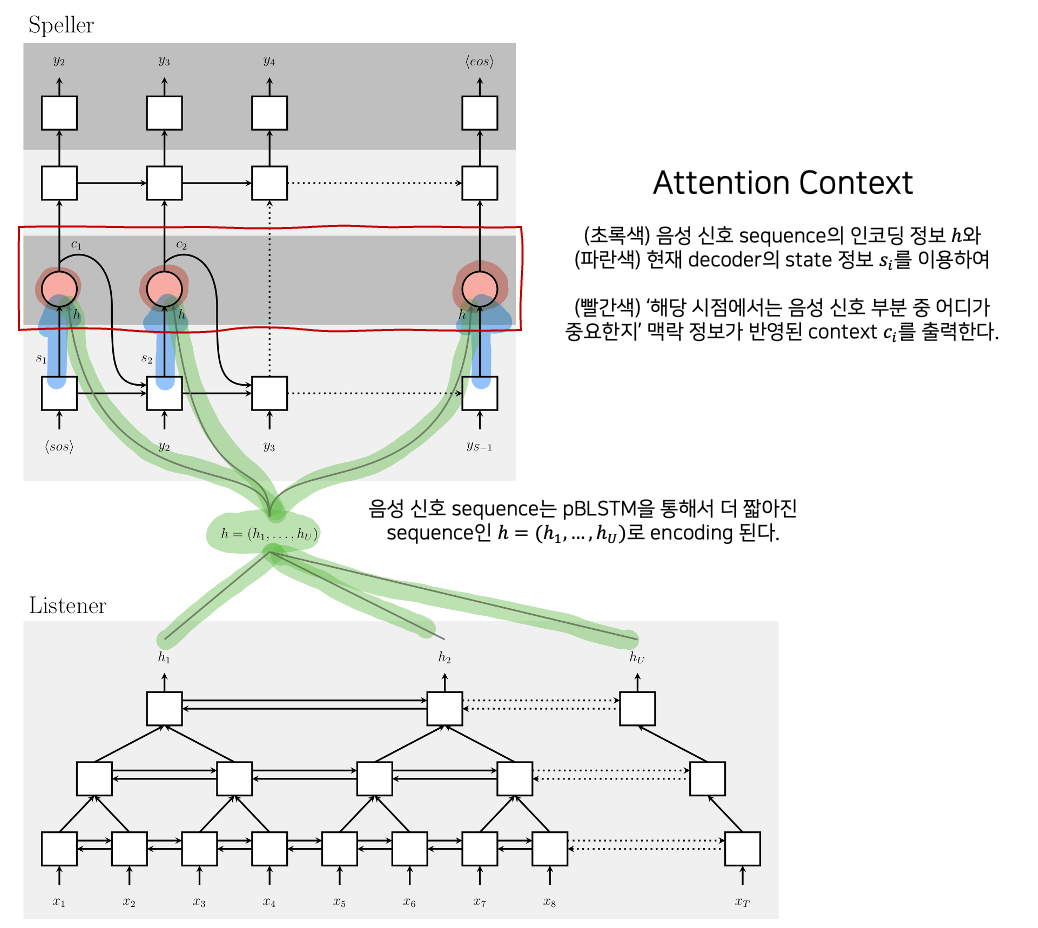 Speller
y_2 y_3 y_4 ⟨eos⟩
Attention Context
c_1 c_2
(초록색) 음성 신호 sequence의 인코딩 정보 h와
(파란색) 현재 decoder의 state 정보 s_i를 이용하여
(빨간색) ‘해당 시점에서는 음성 신호 부분 중 어디가
중요한지’ 맥락 정보가 반영된 context c_i를 출력한다.
h h h
s_1 s_2
⟨sos⟩ y_2 y_3 y_{S−1}
음성 신호 sequence는 pBLSTM을 통해서 더 짧아진
sequence인 h = (h_1, ..., h_U)로 encoding 된다.
h = (h_1, . . . , h_U)
Listener
h_1 h_2 h_U
x_1 x_2 x_3 x_4 x_5 x_6 x_7 x_8 x_T